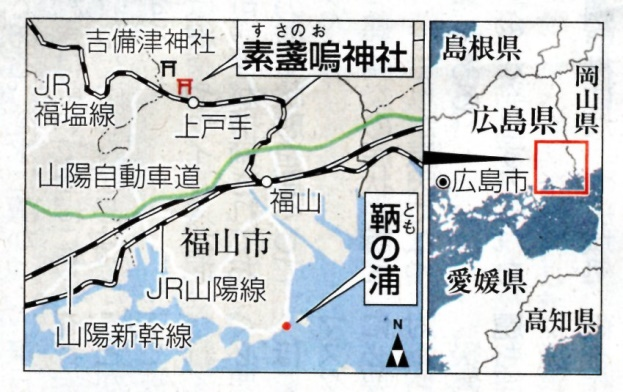 吉備津神社
すさのお
素盞嗚神社
JR
福塩線
上戸手
山陽自動車道
福山
福山市
とも
鞆の浦
JR山陽線
山陽新幹線
N
島根県
岡山県
広島県
広島市
愛媛県
高知県